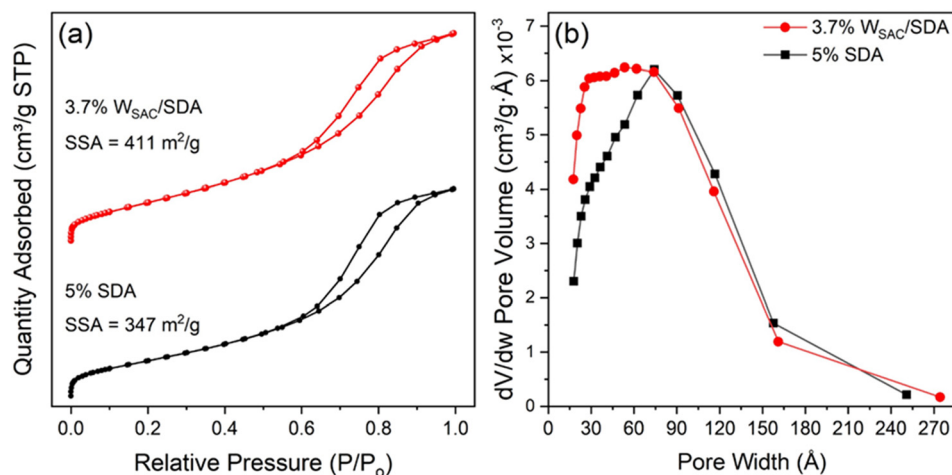 (a)
3.7% W_SAC/SDA
SSA = 411 m²/g
5% SDA
SSA = 347 m²/g
Quantity Adsorbed (cm³/g STP)
0.0 0.2 0.4 0.6 0.8 1.0
Relative Pressure (P/P₀)
(b)
3.7% W_SAC/SDA
5% SDA
dV/dw Pore Volume (cm³/g·Å) x10⁻³
7
6
5
4
3
2
1
0
0 30 60 90 120 150 180 210 240 270
Pore Width (Å)